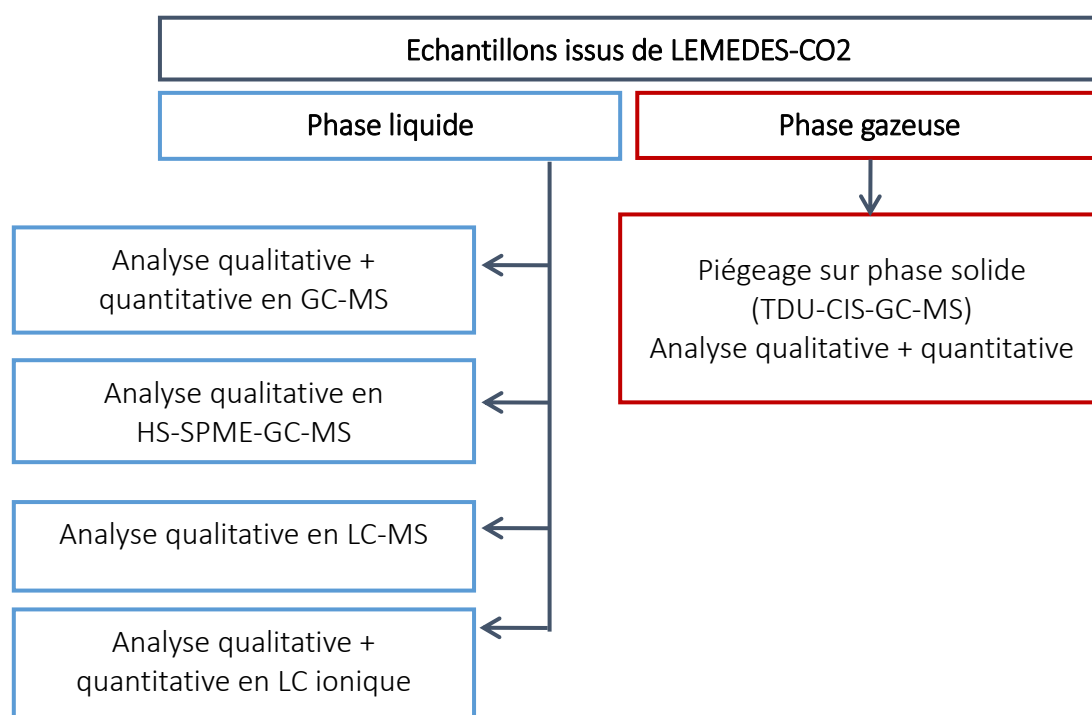 Echantillons issus de LEMEDES-CO2
Phase liquide
Phase gazeuse
Analyse qualitative +
quantitative en GC-MS
Analyse qualitative en
HS-SPME-GC-MS
Analyse qualitative en LC-MS
Analyse qualitative +
quantitative en LC ionique
Piégeage sur phase solide
(TDU-CIS-GC-MS)
Analyse qualitative + quantitative